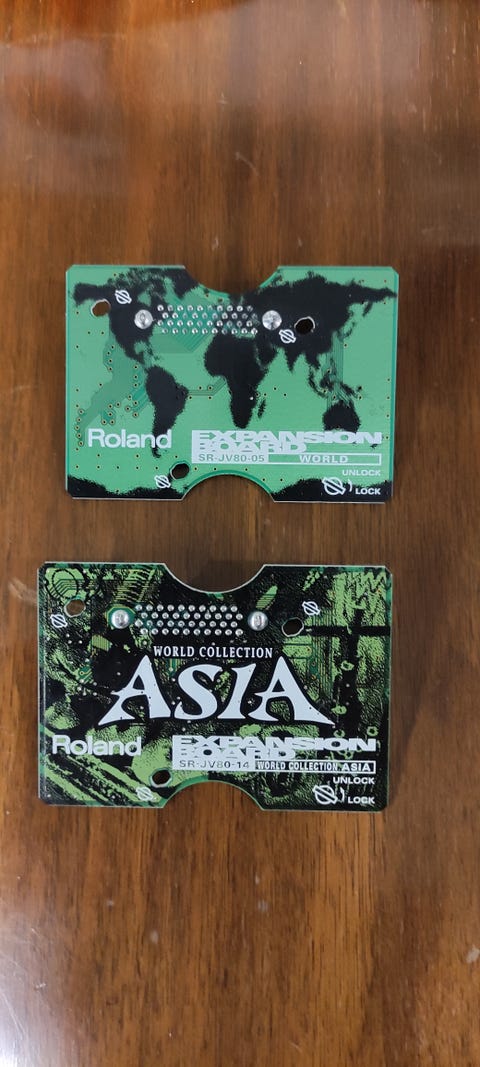 Roland
EXPANSION
BOARD
SR-JV80-05 WORLD
UNLOCK
LOCK
WORLD COLLECTION
ASIA
Roland
EXPANSION
BOARD
SR-JV80-14 WORLD COLLECTION ASIA
UNLOCK
LOCK